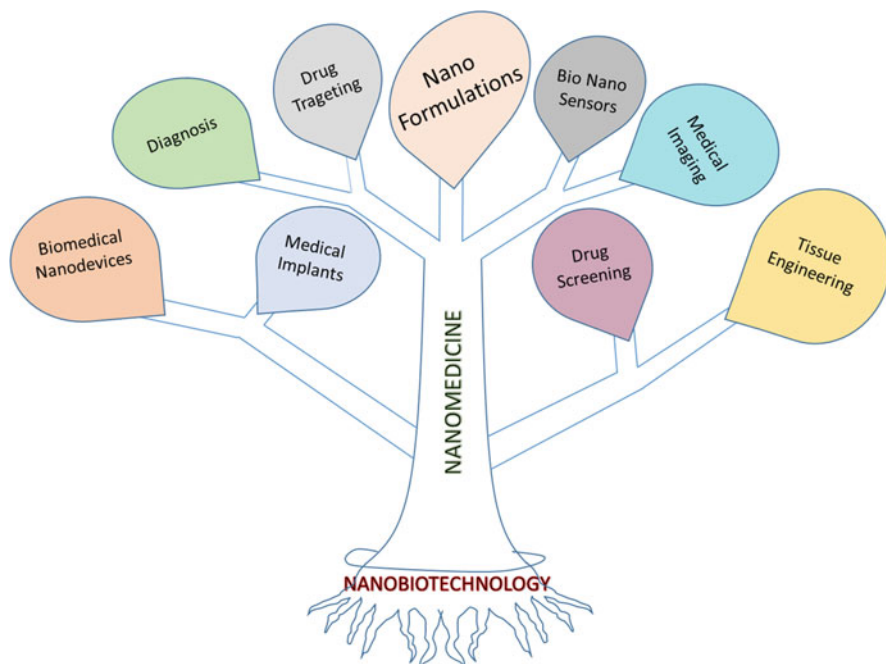 Nano
Formulations
Drug
Trageting
Bio Nano
Sensors
Diagnosis
Medical
Imaging
Biomedical
Nanodevices
Medical
Implants
Drug
Screening
Tissue
Engineering
NANOMEDICINE
NANOBIOTECHNOLOGY